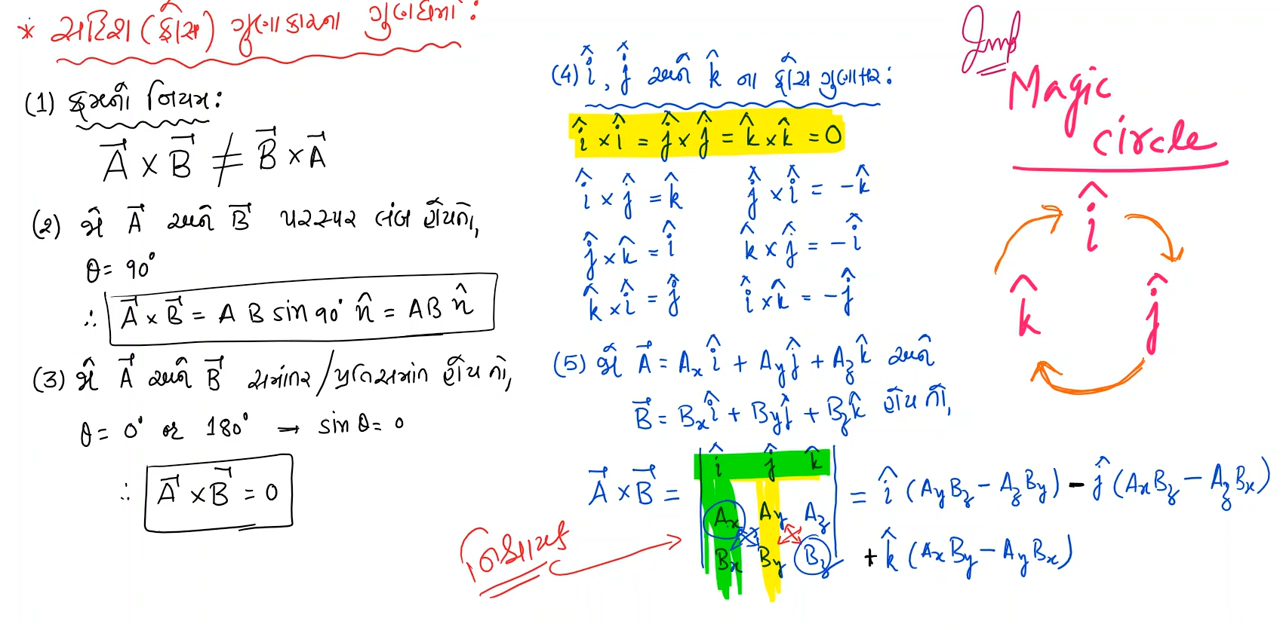 * સદિશ (ક્રોસ) ગુણાકારના ગુણધર્મો:
(1) ક્રમનો નિયમ:
A⃗ × B⃗ ≠ B⃗ × A⃗
(2) જો A⃗ અને B⃗ પરસ્પર લંબ હોયતો,
θ = 90°
∴ A⃗ × B⃗ = A B sin 90° n̂ = AB n̂
(3) જો A⃗ અને B⃗ સમાંતર/પ્રતિસમાંતર હોય તો,
θ = 0° or 180° → sin θ = 0
∴ A⃗ × B⃗ = 0
(4) î, ĵ અને k̂ ના ક્રોસ ગુણાકાર:
î × î = ĵ × ĵ = k̂ × k̂ = 0
î × ĵ = k̂ ĵ × î = -k̂
ĵ × k̂ = î k̂ × ĵ = -î
k̂ × î = ĵ î × k̂ = -ĵ
(5) જો A⃗ = Ax î + Ay ĵ + Az k̂ અને
B⃗ = Bx î + By ĵ + Bz k̂ હોય તો,
î ĵ k̂
A⃗ × B⃗ = = î (AyBz - AzBy) - ĵ (AxBz - AzBx)
Ax Ay Az
Bx By Bz + k̂ (AxBy - AyBx)
નિશ્ચાયક
Imp
Magic
circle
î
k̂ ĵ